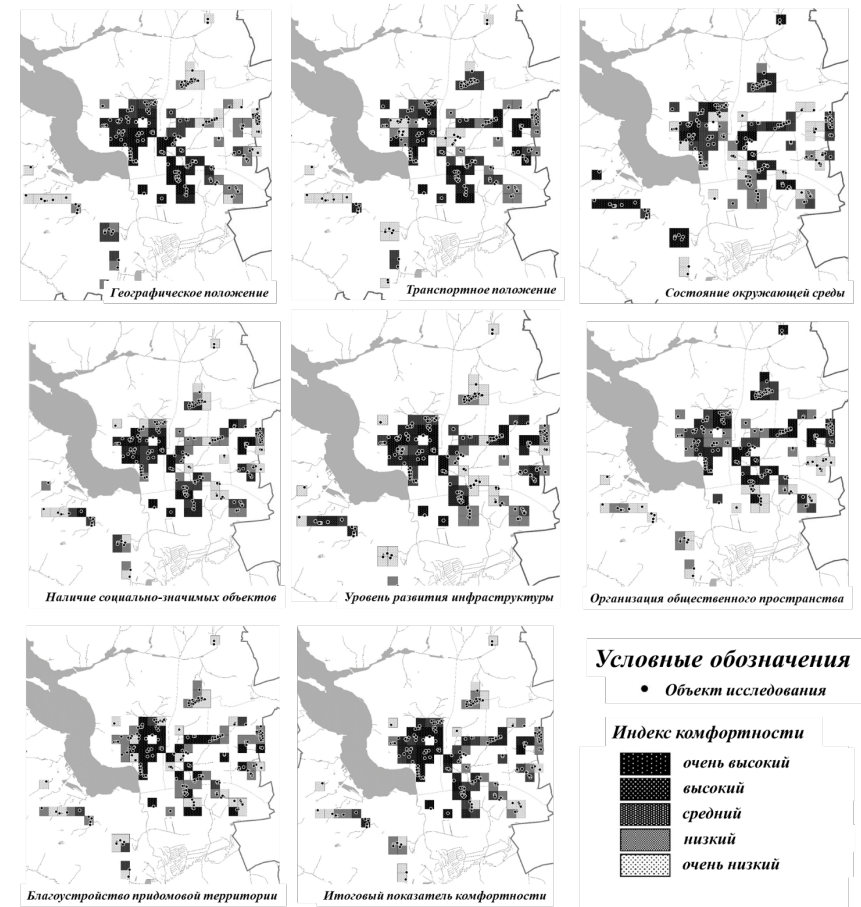 Географическое положение
Транспортное положение
Состояние окружающей среды
Наличие социально-значимых объектов
Уровень развития инфраструктуры
Организация общественного пространства
Благоустройство придомовой территории
Итоговый показатель комфортности
Условные обозначения
Объект исследования
Индекс комфортности
очень высокий
высокий
средний
низкий
очень низкий